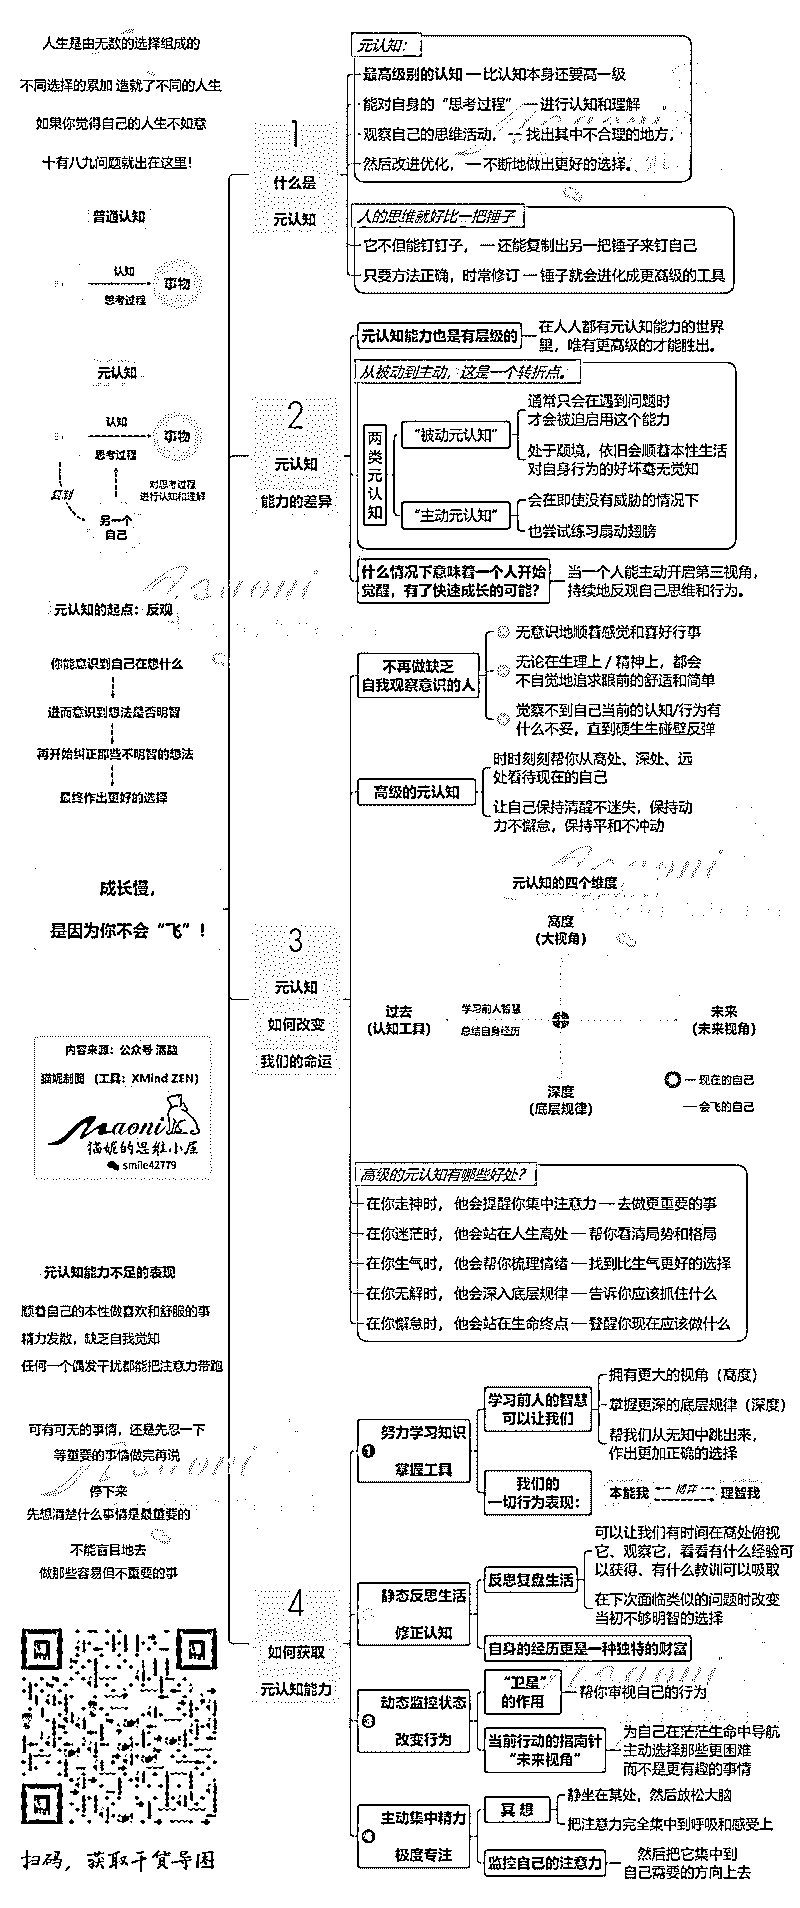 人生是由无数的选择组成的
不同选择的累加 造就了不同的人生
如果你觉得自己的人生不如意
十有八九问题就出在这里！
普通认知
认知
思考过程
事物
元认知
认知
思考过程
事物
对思考过程
进行认知和理解
另一个
自己
元认知的起点：反观
你能意识到自己在想什么
进而意识到想法是否明智
再开始纠正那些不明智的想法
最终作出更好的选择
成长慢，
是因为你不会“飞”！
内容来源：公众号
猫妮制图 （工具：XMind ZEN）
Maoni
猫妮的思维小屋
smile42779
元认知能力不足的表现
顺着自己的本性做喜欢和舒服的事
精力发散，缺乏自我觉知
任何一个偶发干扰都能把注意力带跑
可有可无的事情，还是先忍一下
等重要的事情做完再说
停下来
先想清楚什么事情是最重要的
不能盲目地去
做那些容易但不重要的事
扫码，获取干货导图
1
什么是
元认知
元认知：
最高级别的认知 — 比认知本身还要高一级
能对自身的“思考过程” — 进行认知和理解
观察自己的思维活动， — 找出其中不合理的地方，
然后改进优化， — 不断地做出更好的选择。
人的思维就好比一把锤子
它不但能钉钉子， — 还能复制出另一把锤子来钉自己
只要方法正确，时常修订 — 锤子就会进化成更高级的工具
2
元认知
能力的差异
元认知能力也是有层级的
在人人都有元认知能力的世界
里，唯有更高级的才能胜出。
从被动到主动，这是一个转折点。
两类元认知
“被动元认知”
通常只会在遇到问题时
才会被迫启用这个能力
处于顺境，依旧会顺着本性生活
对自身行为的好坏毫无觉知
“主动元认知”
会在即使没有威胁的情况下
也尝试练习扇动翅膀
什么情况下意味着一个人开始
觉醒，有了快速成长的可能？
当一个人能主动开启第三视角，
持续地反观自己思维和行为。
3
元认知
如何改变
我们的命运
不再做缺乏
自我观察意识的人
无意识地顺着感觉和喜好行事
无论在生理上 / 精神上，都会
不自觉地追求眼前的舒适和简单
觉察不到自己当前的认知/行为有
什么不妥，直到硬生生碰壁反弹
高级的元认知
时时刻刻帮你从高处、深处、远
处看待现在的自己
让自己保持清醒不迷失，保持动
力不懈怠，保持平和不冲动
元认知的四个维度
高度
（大视角）
过去
（认知工具）
学习前人智慧
总结自身经历
未来
（未来视角）
深度
（底层规律）
— 现在的自己
— 会飞的自己
高级的元认知有哪些好处？
在你走神时，他会提醒你集中注意力 — 去做更重要的事
在你迷茫时，他会站在人生高处 — 帮你看清局势和格局
在你生气时，他会帮你梳理情绪 — 找到比生气更好的选择
在你无解时，他会深入底层规律 — 告诉你应该抓住什么
在你懈怠时，他会站在生命终点 — 警醒你现在应该做什么
4
如何获取
元认知能力
1
努力学习知识
掌握工具
学习前人的智慧
可以让我们
拥有更大的视角（高度）
掌握更深的底层规律（深度）
帮我们从无知中跳出来，
作出更加正确的选择
我们的
一切行为表现：
本能我
博弈
理智我
静态反思生活
修正认知
反思复盘生活
可以让我们有时间在高处俯视
它、观察它，看看有什么经验可
以获得、有什么教训可以吸取
在下次面临类似的问题时改变
当初不够明智的选择
自身的经历更是一种独特的财富
3
动态监控状态
改变行为
“卫星”
的作用
帮你审视自己的行为
当前行动的指南针
“未来视角”
为自己在茫茫生命中导航
主动选择那些更困难
而不是更有趣的事情
4
主动集中精力
极度专注
冥 想
静坐在某处，然后放松大脑
把注意力完全集中到呼吸和感受上
监控自己的注意力
然后把它集中到
自己需要的方向上去